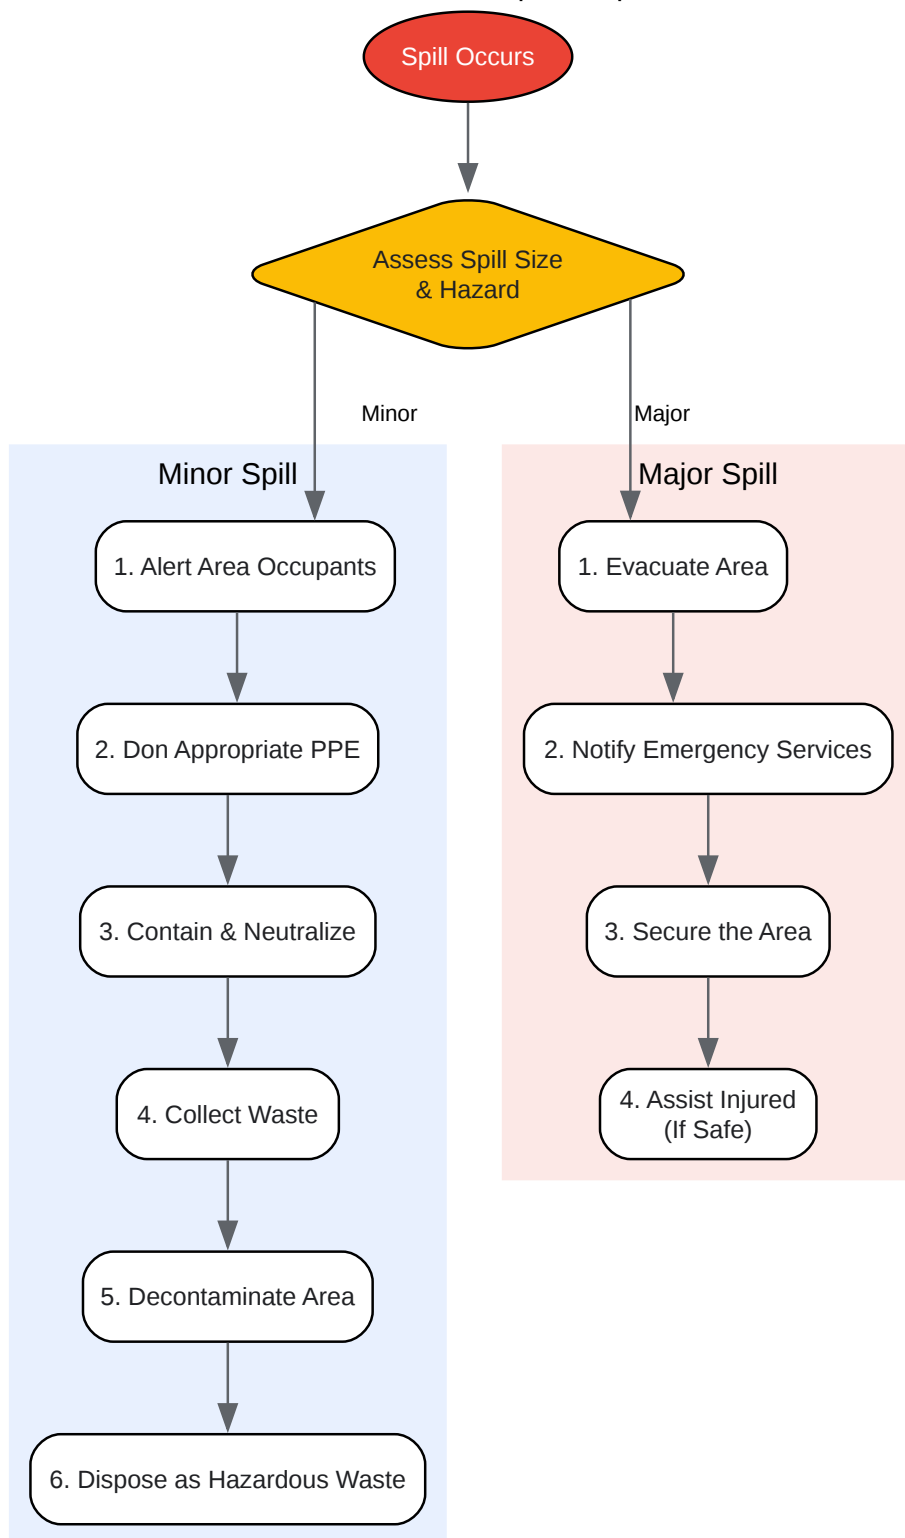 Spill Occurs
Assess Spill Size
& Hazard
Minor
Major
Minor Spill
1. Alert Area Occupants
2. Don Appropriate PPE
3. Contain & Neutralize
4. Collect Waste
5. Decontaminate Area
6. Dispose as Hazardous Waste
Major Spill
1. Evacuate Area
2. Notify Emergency Services
3. Secure the Area
4. Assist Injured
(If Safe)